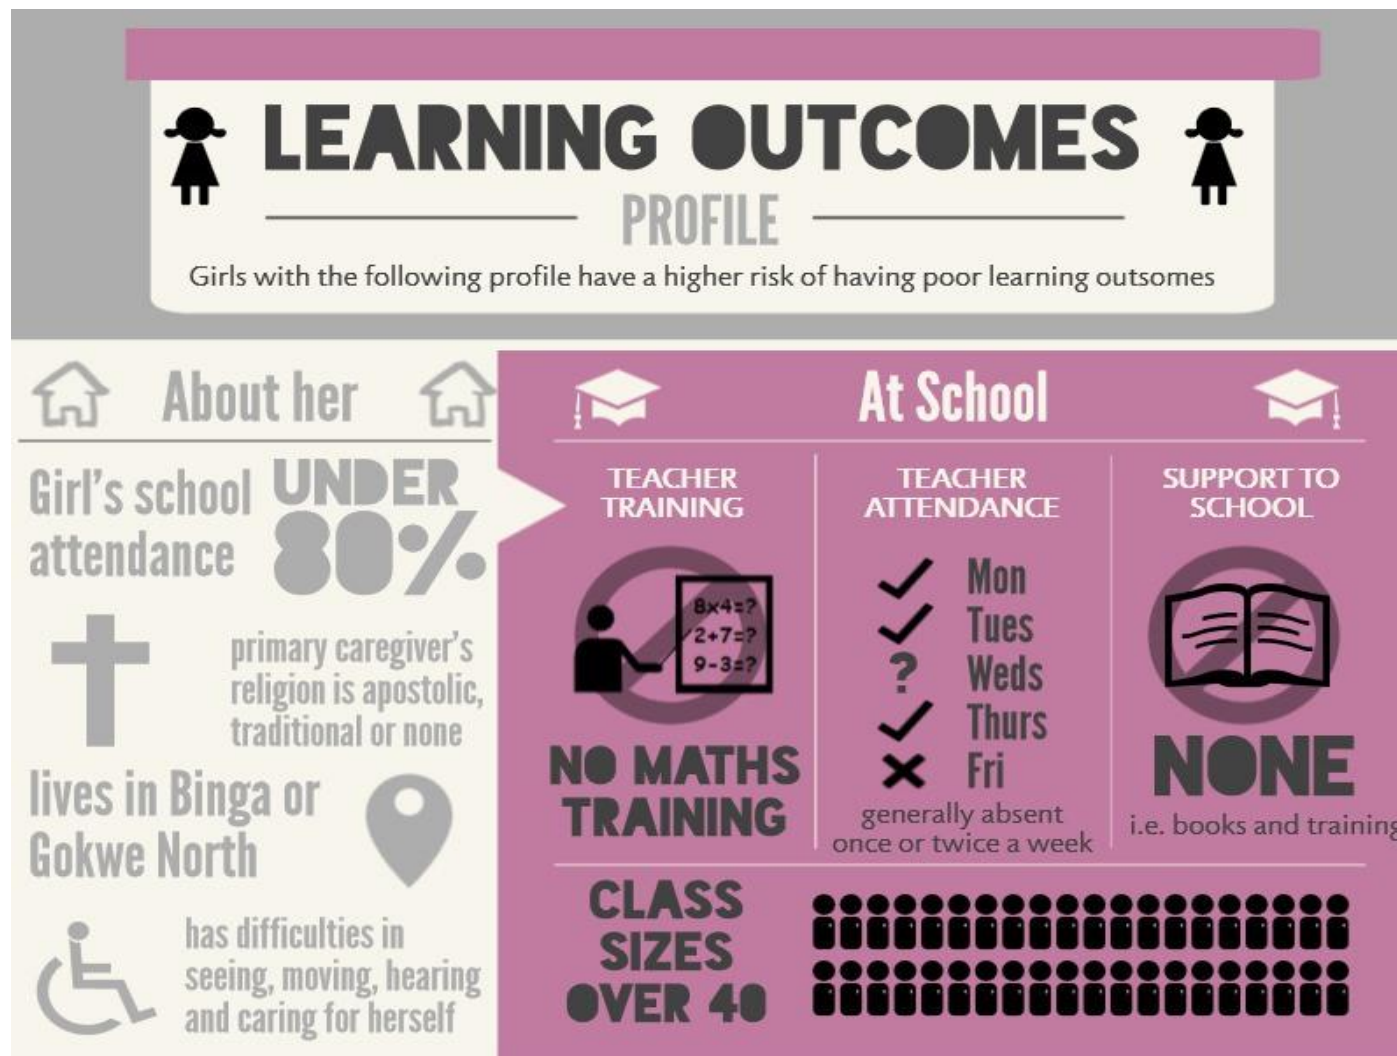 LEARNING OUTCOMES
PROFILE
Girls with the following profile have a higher risk of having poor learning outsomes
About her
Girl's school
attendance
UNDER
80%
primary caregiver's
religion is apostolic,
traditional or none
lives in Binga or
Gokwe North
has difficulties in
seeing, moving, hearing
and caring for herself
At School
TEACHER
TRAINING
8x4=?
2+7=?
9-3=?
NO MATHS
TRAINING
TEACHER
ATTENDANCE
Mon
Tues
? Weds
Thurs
Fri
generally absent
once or twice a week
SUPPORT TO
SCHOOL
NONE
i.e. books and training
CLASS
SIZES
OVER 40